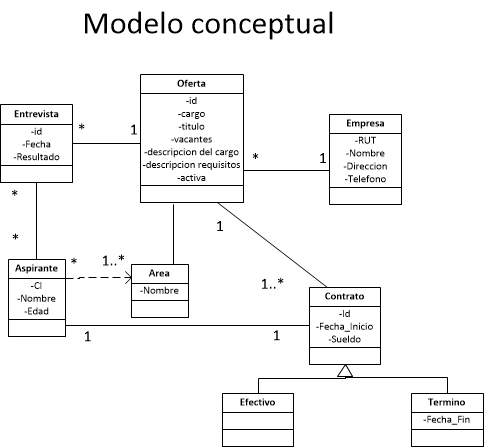 Modelo conceptual
Oferta
-id
-cargo
-titulo
-vacantes
-descripcion del cargo
-descripcion requisitos
-activa
Entrevista
-id
-Fecha
-Resultado
*
1
Empresa
-RUT
-Nombre
-Direccion
-Telefono
*
1
*
*
1
Aspirante
-CI
-Nombre
-Edad
*
1..*
Area
-Nombre
1..*
Contrato
-Id
-Fecha_Inicio
-Sueldo
1
1
Efectivo
Termino
-Fecha_Fin